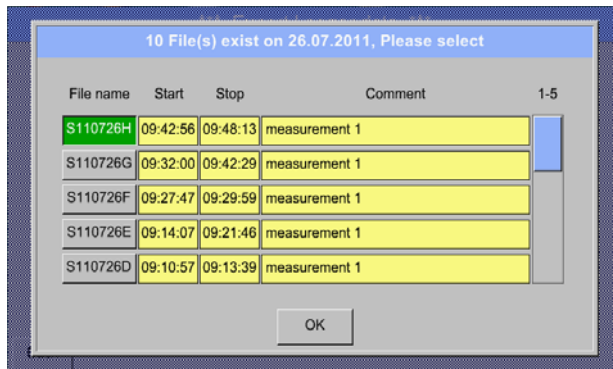 10 File(s) exist on 26.07.2011, Please select
File name Start Stop Comment 1-5
S110726H 09:42:56 09:48:13 measurement 1
S110726G 09:32:00 09:42:29 measurement 1
S110726F 09:27:47 09:29:59 measurement 1
S110726E 09:14:07 09:21:46 measurement 1
S110726D 09:10:57 09:13:39 measurement 1
OK